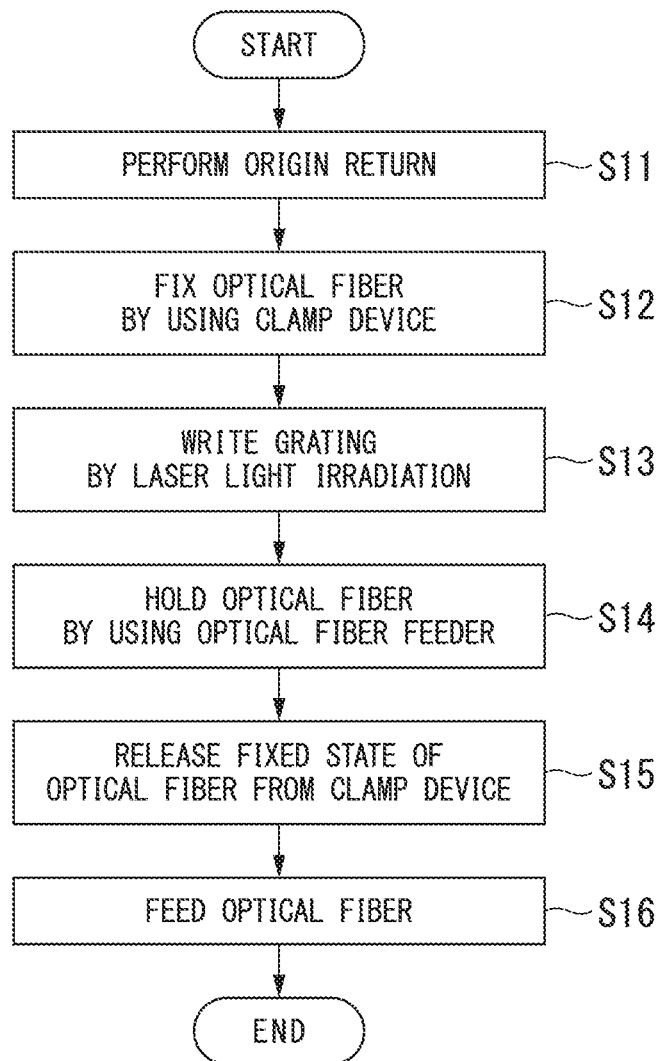 START
PERFORM ORIGIN RETURN
S11
FIX OPTICAL FIBER
BY USING CLAMP DEVICE
S12
WRITE GRATING
BY LASER LIGHT IRRADIATION
S13
HOLD OPTICAL FIBER
BY USING OPTICAL FIBER FEEDER
S14
RELEASE FIXED STATE OF
OPTICAL FIBER FROM CLAMP DEVICE
S15
FEED OPTICAL FIBER
S16
END